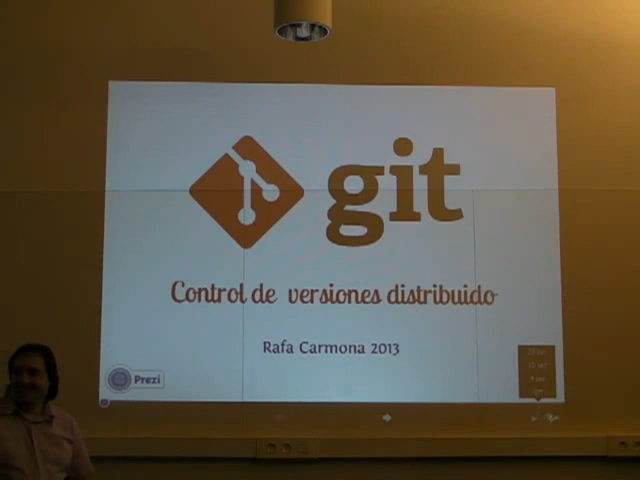 git
Control de versiones distribuido
Rafa Carmona 2013
Prezi